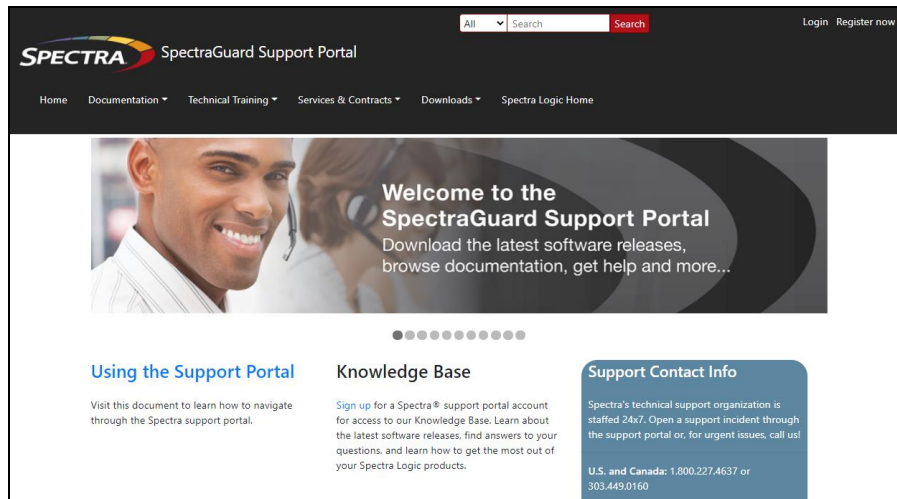 All Search Search Login Register now
SPECTRA SpectraGuard Support Portal
Home Documentation Technical Training Services & Contracts Downloads Spectra Logic Home
Welcome to the
SpectraGuard Support Portal
Download the latest software releases,
browse documentation, get help and more...
Using the Support Portal
Visit this document to learn how to navigate
through the Spectra support portal.
Knowledge Base
Sign up for a Spectra® support portal account
for access to our Knowledge Base. Learn about
the latest software releases, find answers to your
questions, and learn how to get the most out of
your Spectra Logic products.
Support Contact Info
Spectra's technical support organization is
staffed 24x7. Open a support incident through
the support portal or, for urgent issues, call us!
U.S. and Canada: 1.800.227.4637 or
303.449.0160